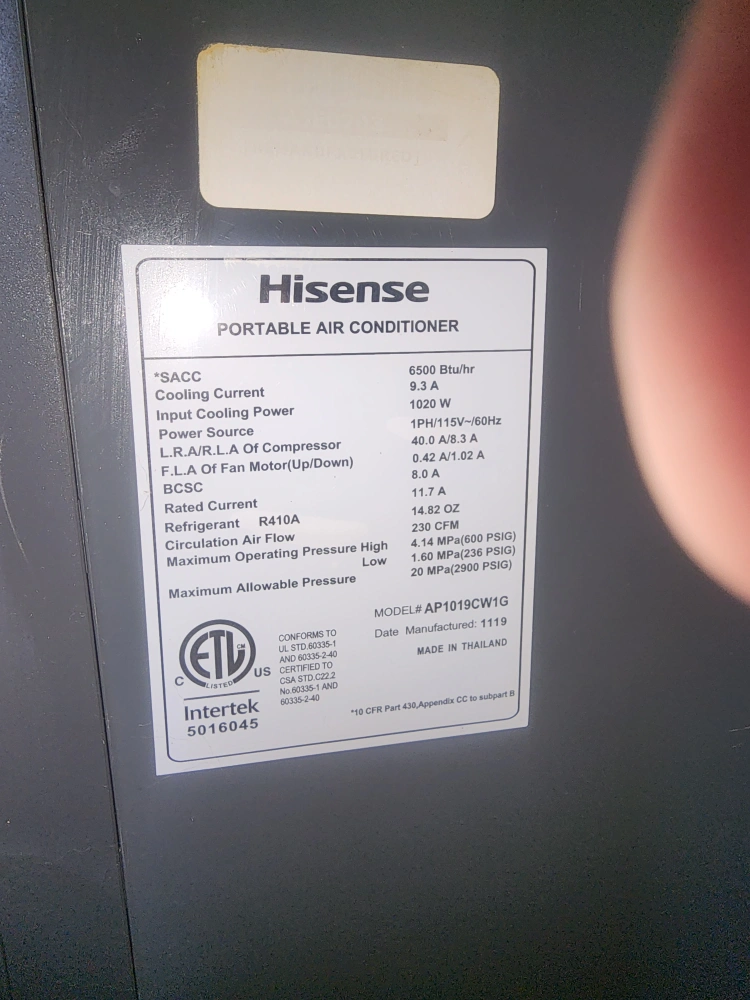 Hisense
PORTABLE AIR CONDITIONER
*SACC 6500 Btu/hr
Cooling Current 9.3 A
Input Cooling Power 1020 W
Power Source 1PH/115V~/60Hz
L.R.A/R.L.A Of Compressor 40.0 A/8.3 A
F.L.A Of Fan Motor(Up/Down) 0.42 A/1.02 A
BCSC 8.0 A
Rated Current 11.7 A
Refrigerant R410A 14.82 OZ
Circulation Air Flow 230 CFM
Maximum Operating Pressure High 4.14 MPa(600 PSIG)
Low 1.60 MPa(236 PSIG)
Maximum Allowable Pressure 20 MPa(2900 PSIG)
MODEL# AP1019CW1G
Date Manufactured: 1119
MADE IN THAILAND
ETL CM
C LISTED US
Intertek
5016045
CONFORMS TO
UL STD.60335-1
AND 60335-2-40
CERTIFIED TO
CSA STD.C22.2
No.60335-1 AND
60335-2-40
*10 CFR Part 430,Appendix CC to subpart B